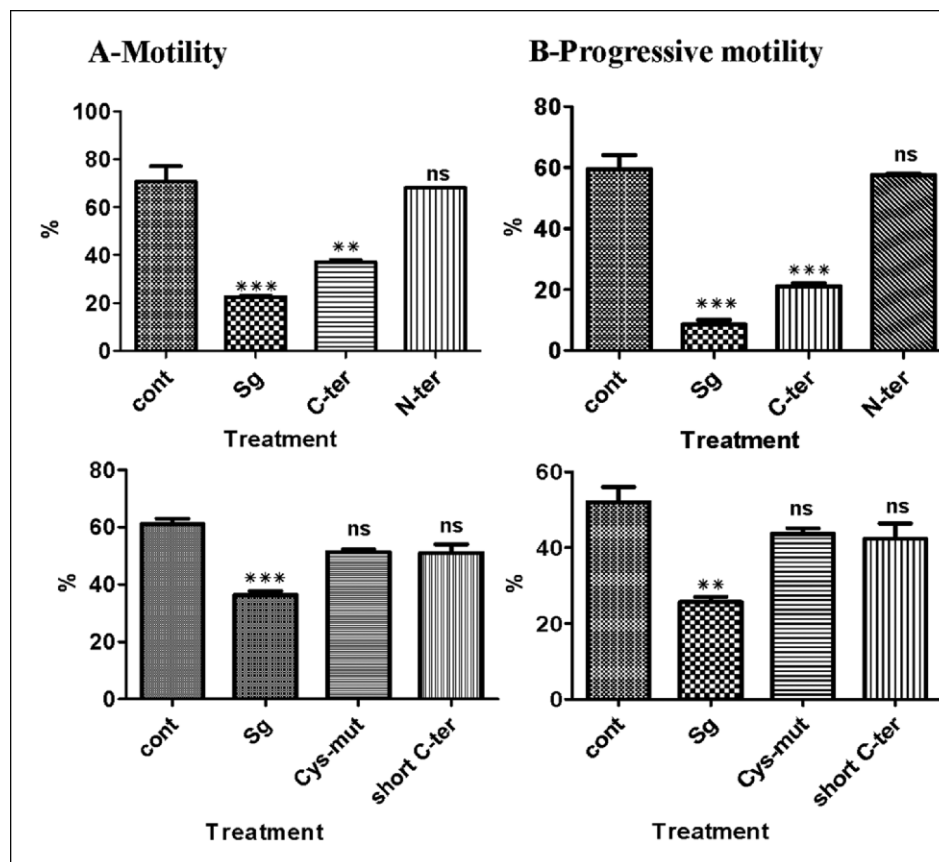 A-Motility
B-Progressive motility
100
80
60
40
20
0
%
ns
**
***
cont
Sg
C-ter
N-ter
Treatment
80
60
40
20
0
%
ns
***
***
cont
Sg
C-ter
N-ter
Treatment
80
60
40
20
0
%
ns
ns
***
cont
Sg
Cys-mut
short C-ter
Treatment
60
40
20
0
%
ns
ns
**
cont
Sg
Cys-mut
short C-ter
Treatment